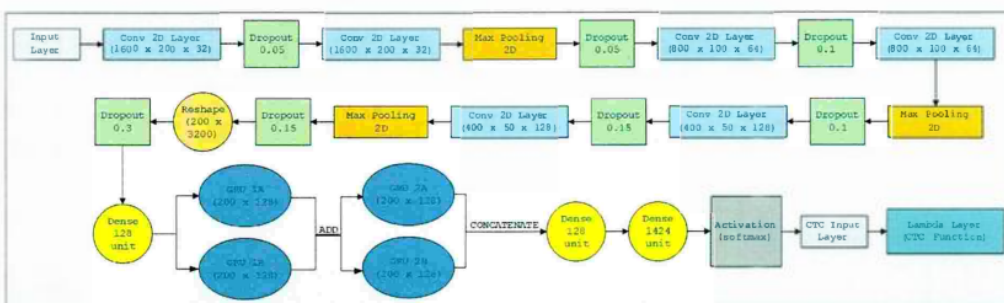 Input
Layer
Conv 2D Layer
(1600 x 200 x 32)
Dropout
0.05
Conv 2D Layer
(1600 x 200 x 32)
Max Pooling
2D
Dropout
0.05
Conv 2D Layer
(800 x 100 x 64)
Dropout
0.1
Conv 2D Layer
(800 x 100 x 64)
Dropout
0.3
Reshape
(200 x
3200)
Dropout
0.15
Max Pooling
2D
Conv 2D Layer
(400 x 50 x 128)
Dropout
0.15
Conv 2D Layer
(400 x 50 x 128)
Dropout
0.1
Max Pooling
2D
Dense
128
unit
GRU 1A
(200 x 128)
GRU 1B
(200 x 128)
ADD
GRU 2A
(200 x 128)
GRU 2B
(200 x 128)
CONCATENATE
Dense
128
unit
Dense
1424
unit
Activation
(softmax)
CTC Input
Layer
Lambda Layer
(CTC Function)